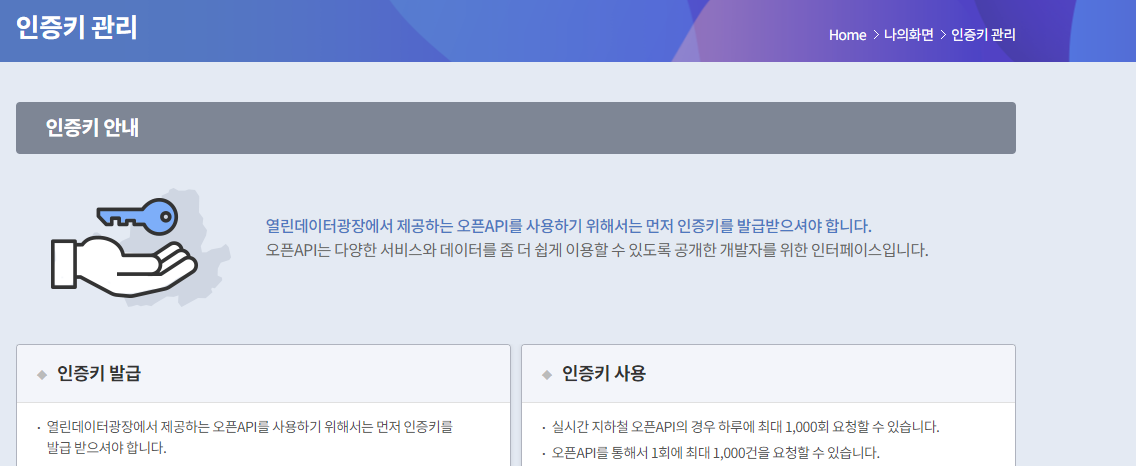 인증키 관리
Home > 나의화면 > 인증키 관리
인증키 안내
열린데이터광장에서 제공하는 오픈API를 사용하기 위해서는 먼저 인증키를 발급받으셔야 합니다.
오픈API는 다양한 서비스와 데이터를 좀 더 쉽게 이용할 수 있도록 공개한 개발자를 위한 인터페이스입니다.
◆ 인증키 발급
· 열린데이터광장에서 제공하는 오픈API를 사용하기 위해서는 먼저 인증키를
발급 받으셔야 합니다.
◆ 인증키 사용
· 실시간 지하철 오픈API의 경우 하루에 최대 1,000회 요청할 수 있습니다.
· 오픈API를 통해서 1회에 최대 1,000건을 요청할 수 있습니다.